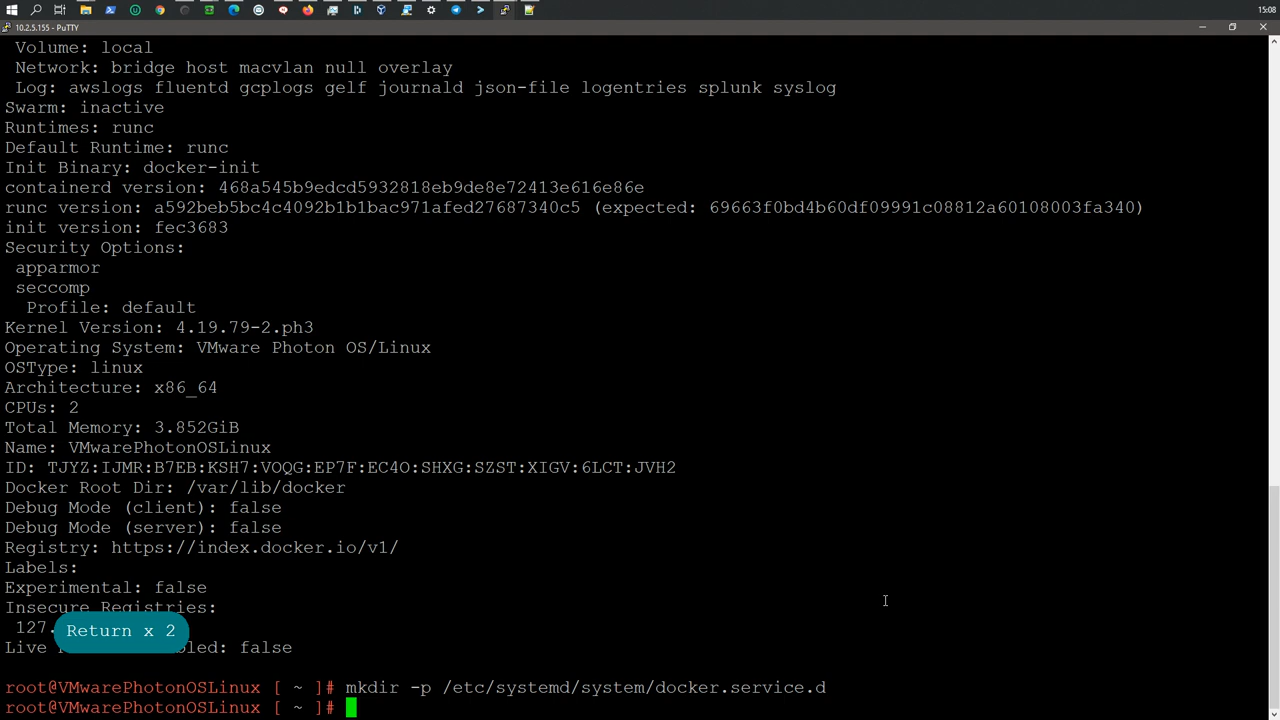 15:08
10.2.5.155 - PuTTY
Volume: local
Network: bridge host macvlan null overlay
Log: awslogs fluentd gcplogs gelf journald json-file logentries splunk syslog
Swarm: inactive
Runtimes: runc
Default Runtime: runc
Init Binary: docker-init
containerd version: 468a545b9edcd5932818eb9de8e72413e616e86e
runc version: a592beb5bc4c4092b1b1bac971afed27687340c5 (expected: 69663f0bd4b60df09991c08812a60108003fa340)
init version: fec3683
Security Options:
apparmor
seccomp
Profile: default
Kernel Version: 4.19.79-2.ph3
Operating System: VMware Photon OS/Linux
OSType: linux
Architecture: x86_64
CPUs: 2
Total Memory: 3.852GiB
Name: VMwarePhotonOSLinux
ID: TJYZ:IJMR:B7EB:KSH7:VOQG:EP7F:EC4O:SHXG:SZST:XIGV:6LCT:JVH2
Docker Root Dir: /var/lib/docker
Debug Mode (client): false
Debug Mode (server): false
Registry: https://index.docker.io/v1/
Labels:
Experimental: false
Insecure Registries:
127.
Return x 2
Live bled: false
root@VMwarePhotonOSLinux [ ~ ]# mkdir -p /etc/systemd/system/docker.service.d
root@VMwarePhotonOSLinux [ ~ ]#